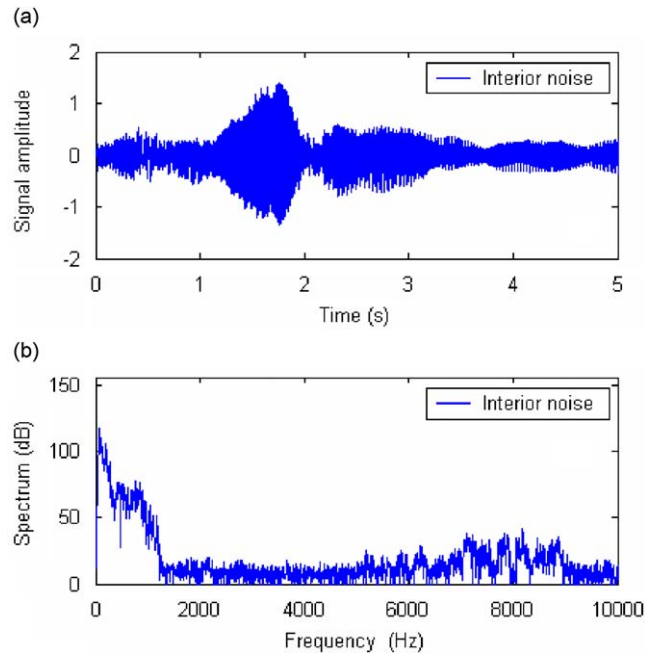 (a)
2
1
0
-1
-2
Signal amplitude
Interior noise
0 1 2 3 4 5
Time (s)
(b)
150
100
50
0
Spectrum (dB)
Interior noise
0 2000 4000 6000 8000 10000
Frequency (Hz)